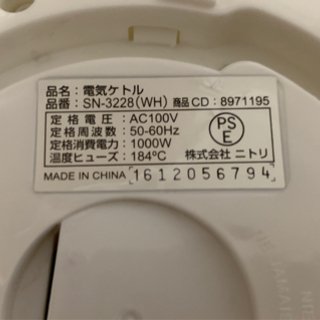 品名：電気ケトル
品番：SN-3228(WH) 商品CD：8971195
定格電圧：AC100V
定格周波数：50-60Hz
定格消費電力：1000W
温度ヒューズ：184℃
PS
E
株式会社 ニトリ
MADE IN CHINA 1612056794